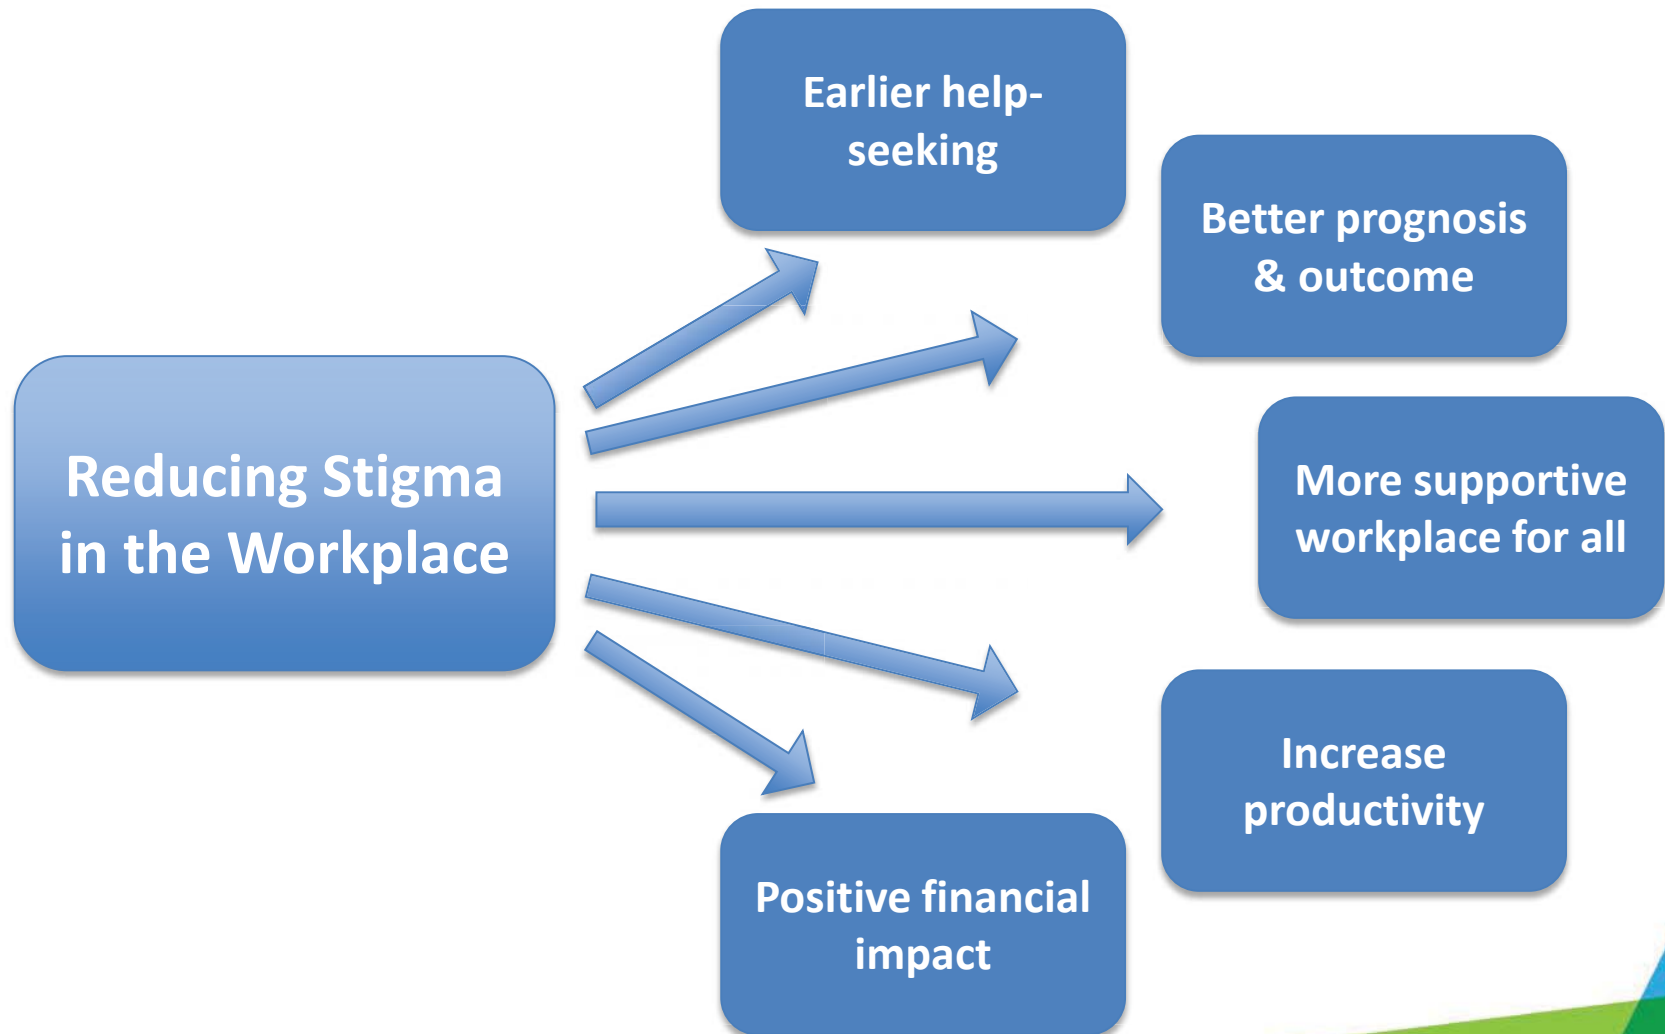 Earlier help-
seeking
Better prognosis
& outcome
Reducing Stigma
in the Workplace
More supportive
workplace for all
Increase
productivity
Positive financial
impact